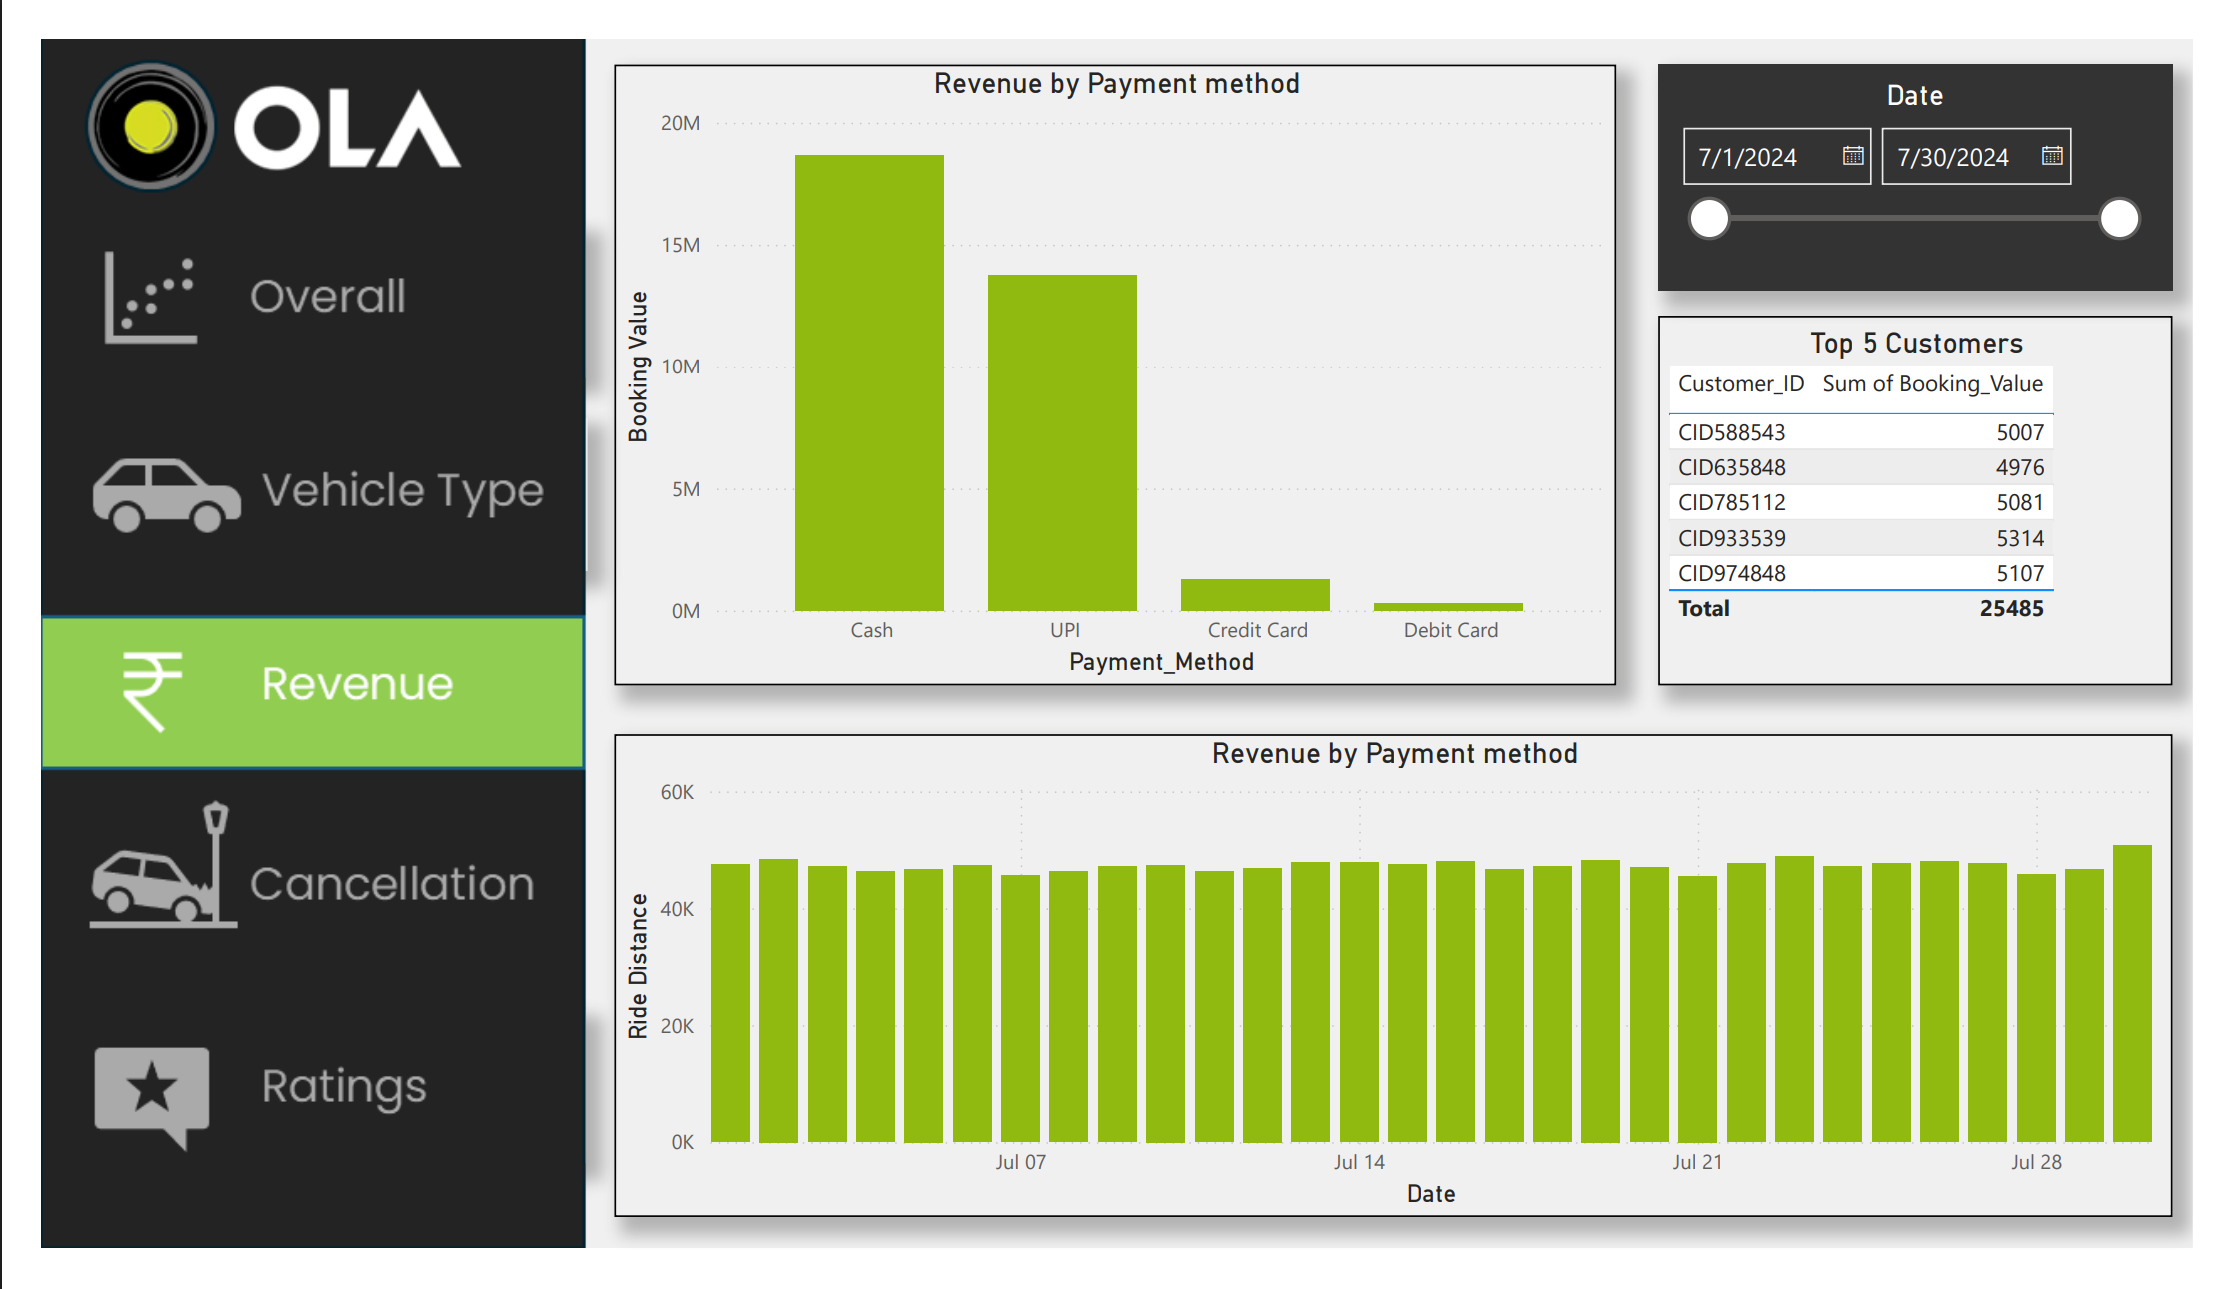 OLA
Overall
Vehicle Type
Revenue
Cancellation
Ratings
Revenue by Payment method
20M
15M
10M
5M
0M
Booking Value
Cash UPI Credit Card Debit Card
Payment_Method
Date
7/1/2024 7/30/2024
Top 5 Customers
Customer_ID Sum of Booking_Value
CID588543 5007
CID635848 4976
CID785112 5081
CID933539 5314
CID974848 5107
Total 25485
Revenue by Payment method
60K
40K
20K
0K
Ride Distance
Jul 07 Jul 14 Jul 21 Jul 28
Date